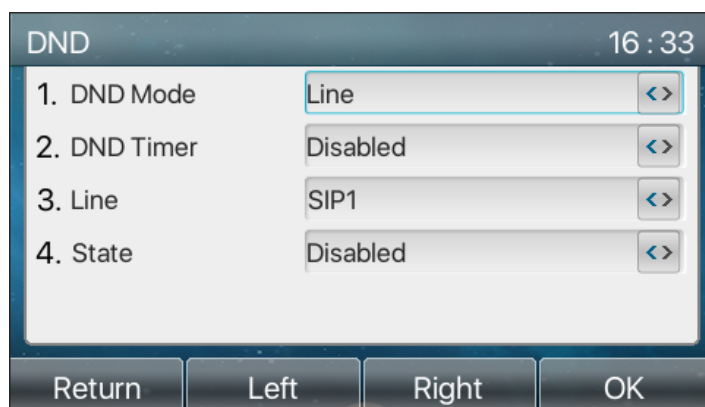 DND 16 : 33
1. DND Mode Line
2. DND Timer Disabled
3. Line SIP1
4. State Disabled
Return Left Right OK